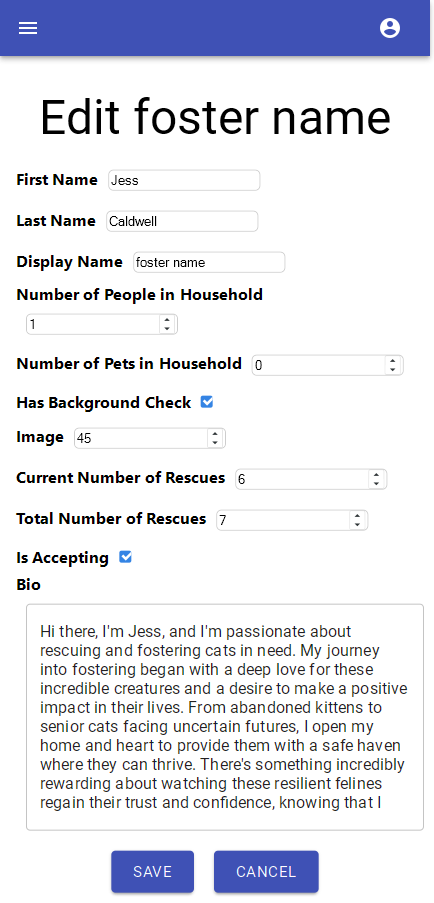 Edit foster name
First Name Jess
Last Name Caldwell
Display Name foster name
Number of People in Household
1
Number of Pets in Household 0
Has Background Check
Image 45
Current Number of Rescues 6
Total Number of Rescues 7
Is Accepting
Bio
Hi there, I'm Jess, and I'm passionate about
rescuing and fostering cats in need. My journey
into fostering began with a deep love for these
incredible creatures and a desire to make a positive
impact in their lives. From abandoned kittens to
senior cats facing uncertain futures, I open my
home and heart to provide them with a safe haven
where they can thrive. There's something incredibly
rewarding about watching these resilient felines
regain their trust and confidence, knowing that I
SAVE CANCEL